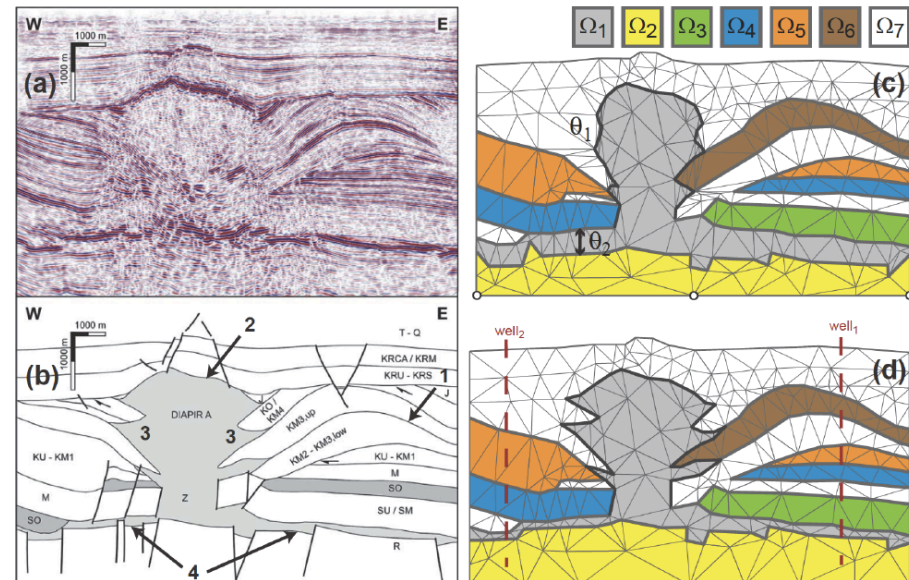 W E
1000 m
1000 m
(a)
W E
1000 m
1000 m
2
T - Q
KRCA / KRM
KRU - KRS
1
J
(b)
DIAPIR A
KO / KM4
KM3.up
3 3
KM2 - KM3.low
KU - KM1
KU - KM1
M
Z
SO
M
SU / SM
SO
R
4
Ω1 Ω2 Ω3 Ω4 Ω5 Ω6 Ω7
(c)
θ1
θ2
well2
well1
(d)